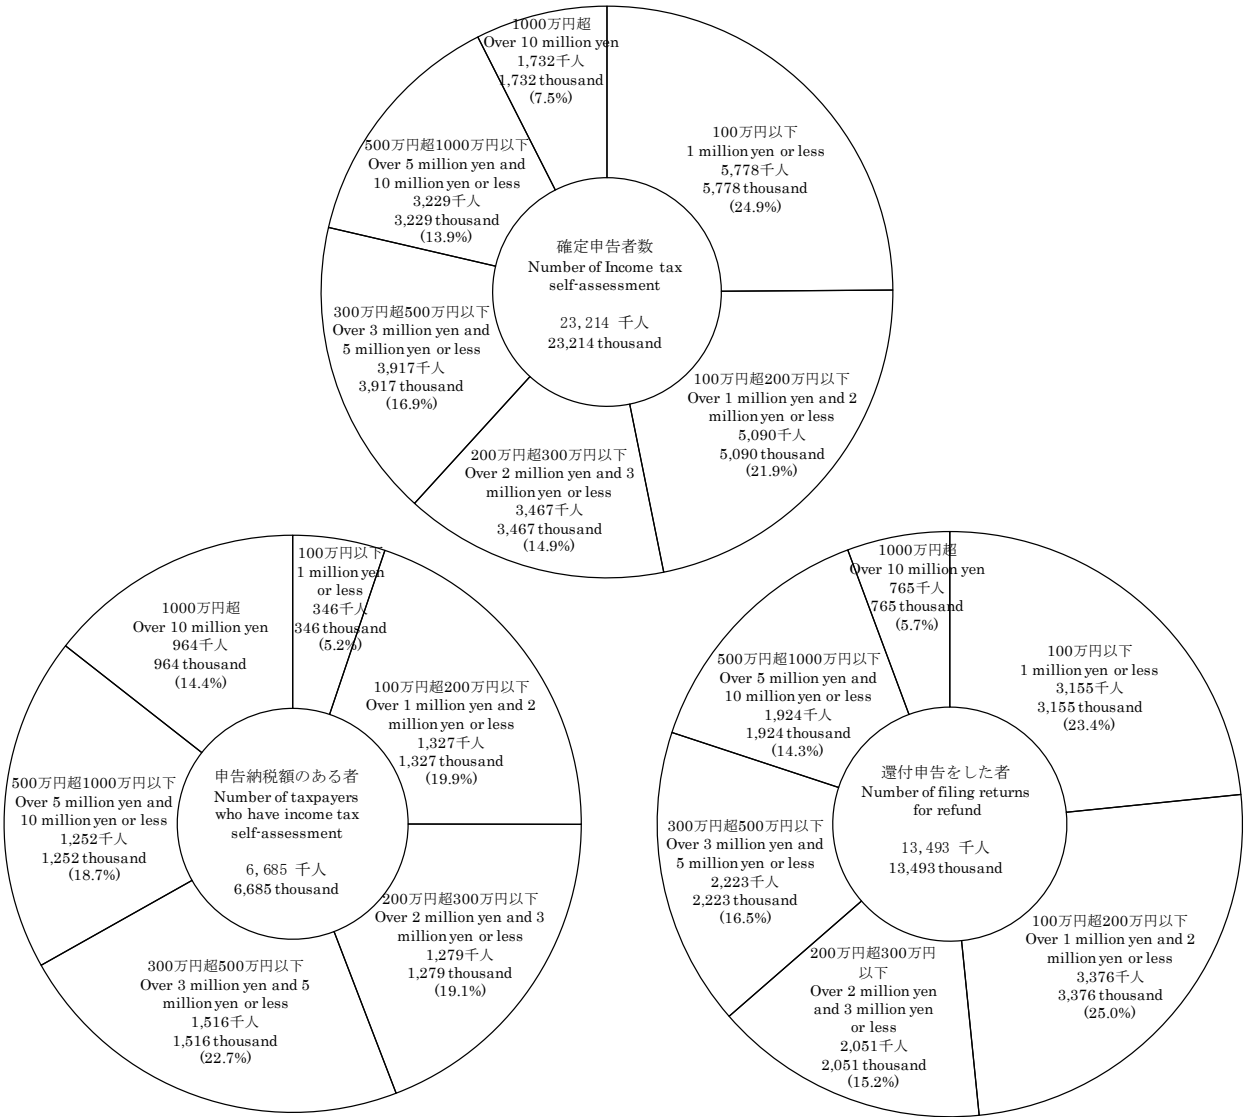 1000万円超
Over 10 million yen
1,732千人
1,732 thousand
(7.5%)
100万円以下
1 million yen or less
5,778千人
5,778 thousand
(24.9%)
500万円超1000万円以下
Over 5 million yen and
10 million yen or less
3,229千人
3,229 thousand
(13.9%)
確定申告者数
Number of Income tax
self-assessment
23,214 千人
23,214 thousand
300万円超500万円以下
Over 3 million yen and
5 million yen or less
3,917千人
3,917 thousand
(16.9%)
100万円超200万円以下
Over 1 million yen and 2
million yen or less
5,090千人
5,090 thousand
(21.9%)
200万円超300万円以下
Over 2 million yen and 3
million yen or less
3,467千人
3,467 thousand
(14.9%)
100万円以下
1 million yen
or less
346千人
346 thousand
(5.2%)
1000万円超
Over 10 million yen
964千人
964 thousand
(14.4%)
100万円超200万円以下
Over 1 million yen and 2
million yen or less
1,327千人
1,327 thousand
(19.9%)
500万円超1000万円以下
Over 5 million yen and
10 million yen or less
1,252千人
1,252 thousand
(18.7%)
申告納税額のある者
Number of taxpayers
who have income tax
self-assessment
6,685 千人
6,685 thousand
200万円超300万円以下
Over 2 million yen and 3
million yen or less
1,279千人
1,279 thousand
(19.1%)
300万円超500万円以下
Over 3 million yen and 5
million yen or less
1,516千人
1,516 thousand
(22.7%)
1000万円超
Over 10 million yen
765千人
765 thousand
(5.7%)
100万円以下
1 million yen or less
3,155千人
3,155 thousand
(23.4%)
500万円超1000万円以下
Over 5 million yen and
10 million yen or less
1,924千人
1,924 thousand
(14.3%)
還付申告をした者
Number of filing returns
for refund
13,493 千人
13,493 thousand
300万円超500万円以下
Over 3 million yen and
5 million yen or less
2,223千人
2,223 thousand
(16.5%)
100万円超200万円以下
Over 1 million yen and 2
million yen or less
3,376千人
3,376 thousand
(25.0%)
200万円超300万円
以下
Over 2 million yen
and 3 million yen
or less
2,051千人
2,051 thousand
(15.2%)